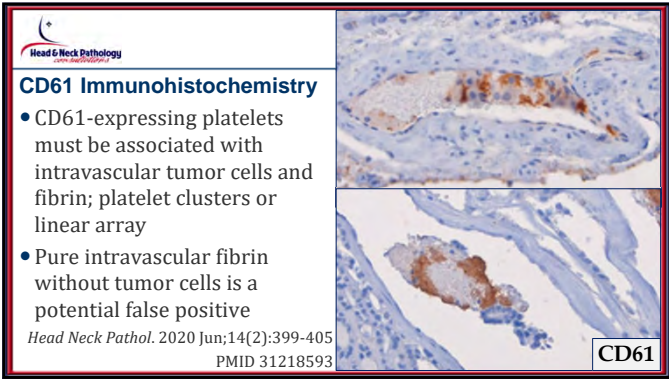 Head & Neck Pathology
consultations
CD61 Immunohistochemistry
• CD61-expressing platelets
must be associated with
intravascular tumor cells and
fibrin; platelet clusters or
linear array
• Pure intravascular fibrin
without tumor cells is a
potential false positive
Head Neck Pathol. 2020 Jun;14(2):399-405
PMID 31218593
CD61